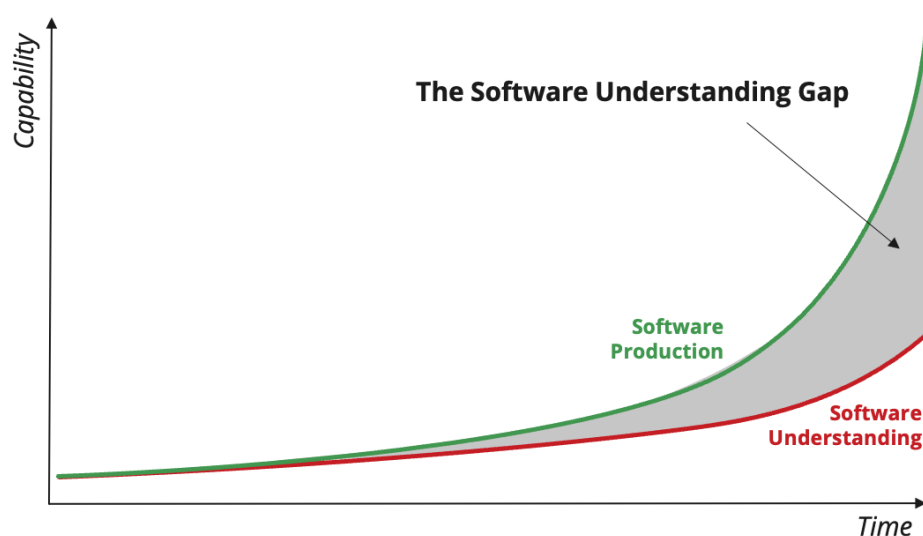 Capability
The Software Understanding Gap
Software
Production
Software
Understanding
Time